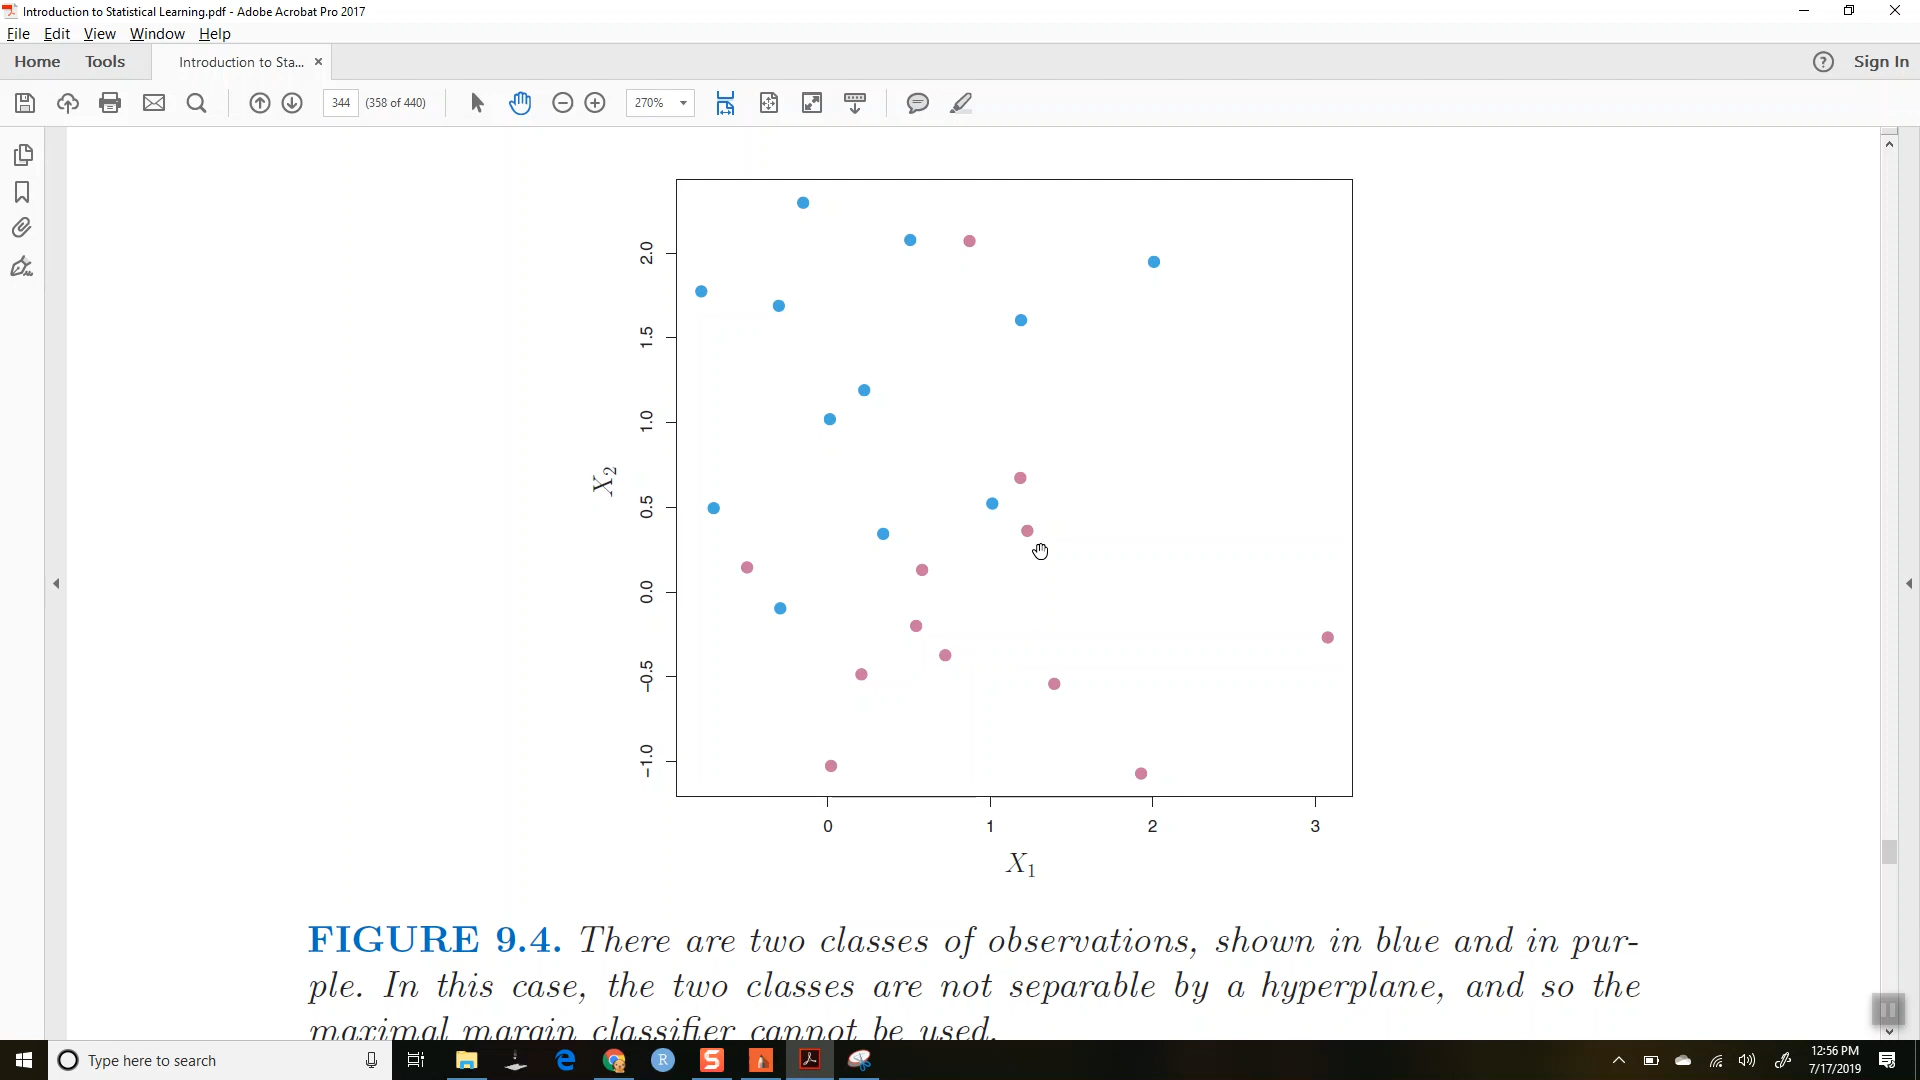 Introduction to Statistical Learning.pdf - Adobe Acrobat Pro 2017
File Edit View Window Help
Home Tools Introduction to Sta... × Sign In
344 (358 of 440) 270%
2.0
1.5
1.0
0.5
0.0
−0.5
−1.0
X2
0 1 2 3
X1
FIGURE 9.4. There are two classes of observations, shown in blue and in pur-
ple. In this case, the two classes are not separable by a hyperplane, and so the
maximal margin classifier cannot be used.
Type here to search
12:56 PM
7/17/2019